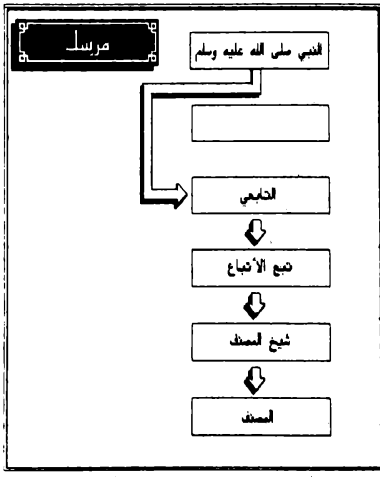 مرسل
النبي صلى الله عليه وسلم
التابعي
تبع الأتباع
شيخ المصنف
المصنف